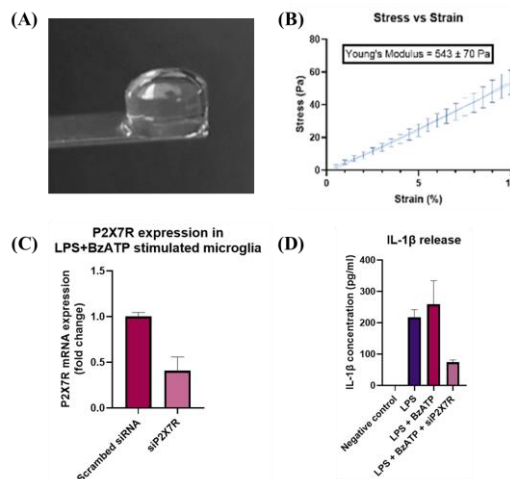 (A)
(B)
Stress vs Strain
Young's Modulus = 543 ± 70 Pa
Stress (Pa)
80
60
40
20
0
5
1
Strain (%)
(C)
P2X7R expression in
LPS+BzATP stimulated microglia
P2X7R mRNA expression
(fold change)
1.5
1.0
0.5
0.0
Scrambed siRNA
siP2X7R
(D)
IL-1β release
IL-1β concentration (pg/ml)
400
300
200
100
0
Negative control
LPS
LPS + BzATP
LPS + BzATP + siP2X7R